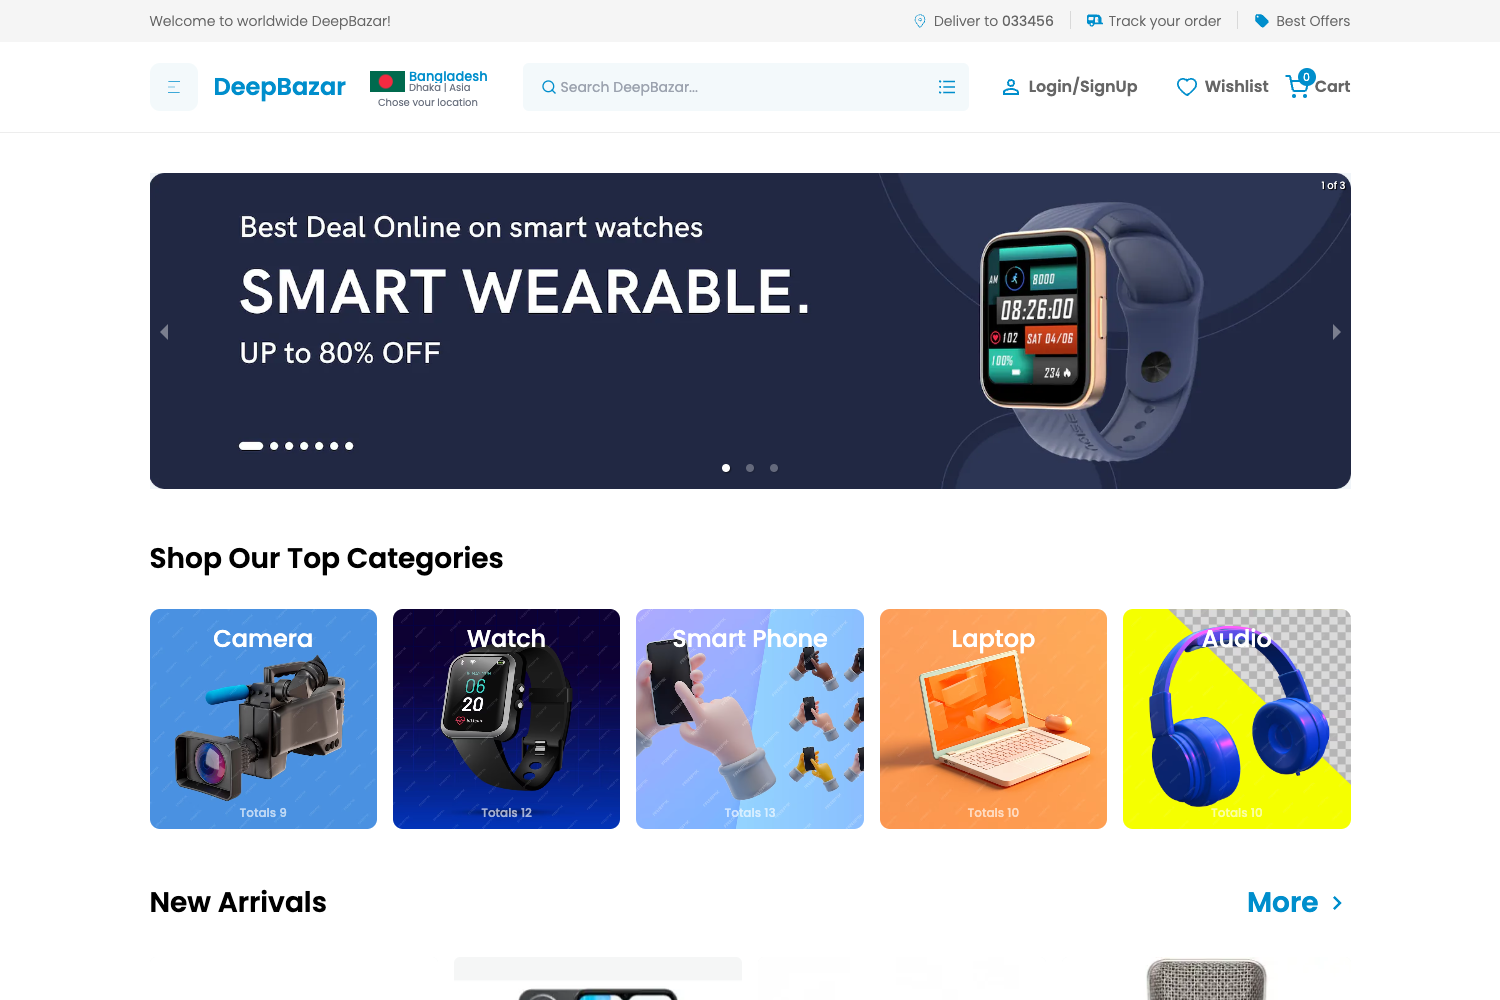 Welcome to worldwide DeepBazar!
Deliver to 033456
Track your order
Best Offers
DeepBazar
Bangladesh
Dhaka | Asia
Chose your location
Search DeepBazar...
Login/SignUp
Wishlist
0
Cart
1 of 3
Best Deal Online on smart watches
SMART WEARABLE.
UP to 80% OFF
AM
8000
08:26:00
102
SAT 04/06
100%
234
Shop Our Top Categories
Camera
Totals 9
Watch
06
20
Totals 12
Smart Phone
Totals 13
Laptop
Totals 10
Audio
Totals 10
New Arrivals
More